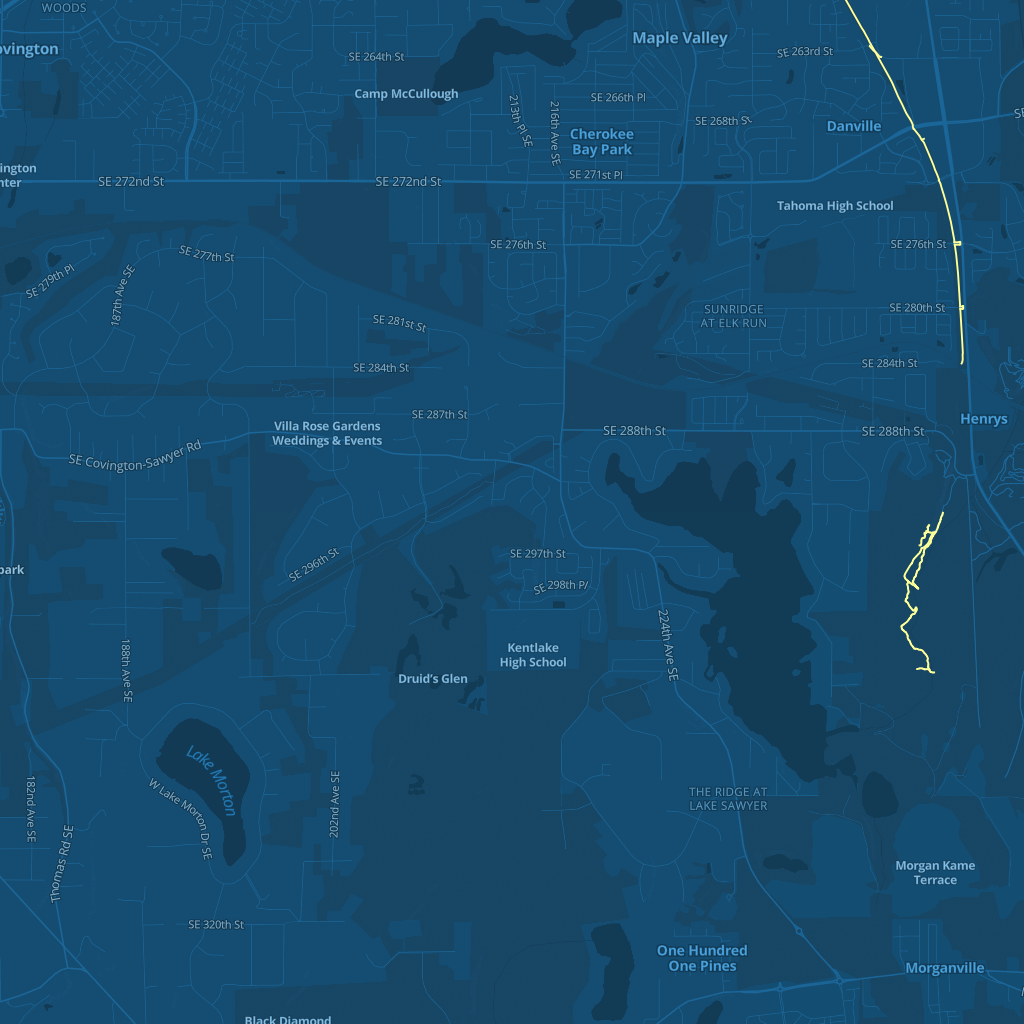 WOODS
ovington
Maple Valley
SE 263rd St
SE 264th St
Camp McCullough
213th Pl SE
216th Ave SE
SE 266th Pl
SE 268th St
Cherokee
Bay Park
Danville
SE
ington
nter
SE 272nd St
SE 272nd St
SE 271st Pl
Tahoma High School
SE 276th St
SE 276th St
SE 277th St
SE 279th Pl
187th Ave SE
SE 280th St
SUNRIDGE
AT ELK RUN
SE 281st St
SE 284th St
SE 284th St
SE 287th St
Henrys
Villa Rose Gardens
Weddings & Events
SE 288th St
SE 288th St
SE Covington-Sawyer Rd
SE 296th St
SE 297th St
SE 298th Pl
park
188th Ave SE
224th Ave SE
Kentlake
High School
Druid's Glen
Lake Morton
W Lake Morton Dr SE
182nd Ave SE
202nd Ave SE
THE RIDGE AT
LAKE SAWYER
Thomas Rd SE
Morgan Kame
Terrace
SE 320th St
One Hundred
One Pines
Morganville
Black Diamond